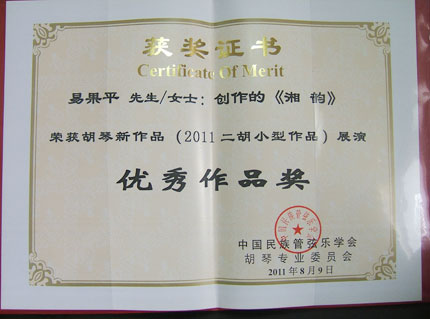 获奖证书
Certificate Of Merit
易果平 先生/女士：创作的《湘 韵》
荣获胡琴新作品（2011二胡小型作品）展演
优秀作品奖
中国民族管弦乐学会
胡琴专业委员会
2011年8月9日